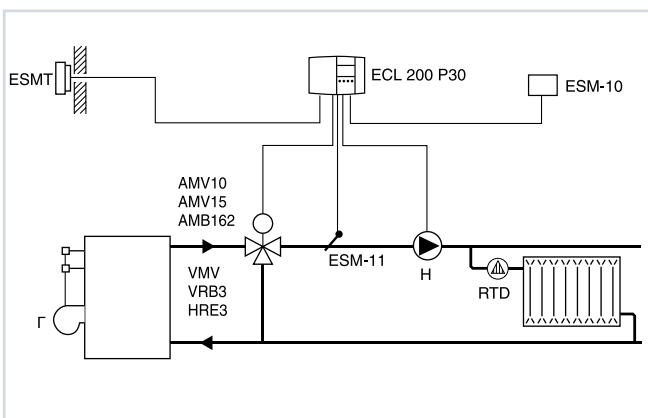 ESMT
ECL 200 P30
ESM-10
AMV10
AMV15
AMB162
ESM-11
H
VMV
VRB3
HRE3
RTD
Г